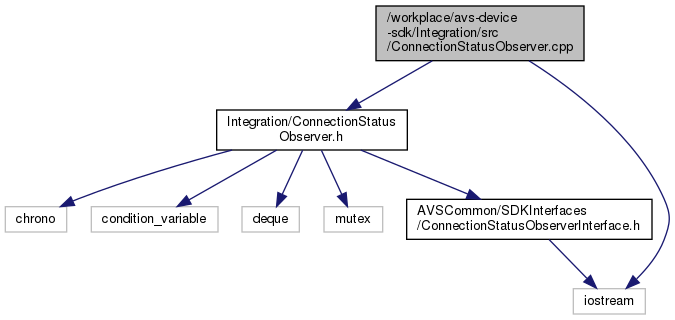 /workplace/avs-device
-sdk/Integration/src
/ConnectionStatusObserver.cpp
Integration/ConnectionStatus
Observer.h
chrono
condition_variable
deque
mutex
AVSCommon/SDKInterfaces
/ConnectionStatusObserverInterface.h
iostream